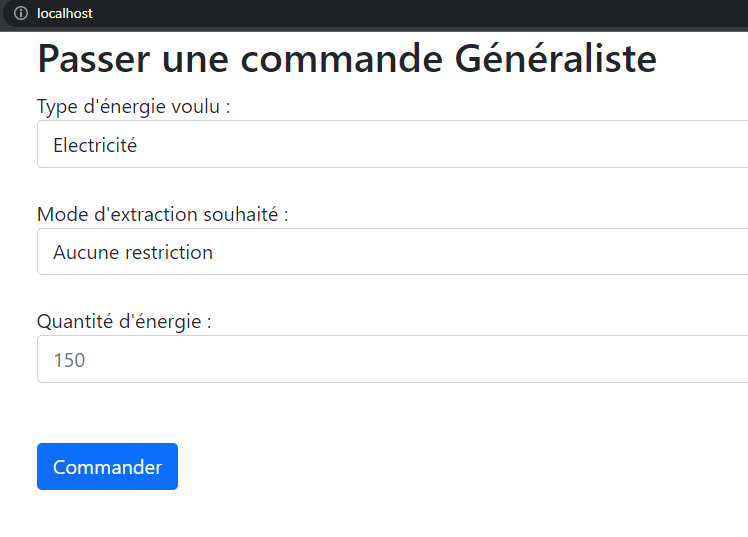 localhost
Passer une commande Généraliste
Type d'énergie voulu :
Electricité
Mode d'extraction souhaité :
Aucune restriction
Quantité d'énergie :
150
Commander